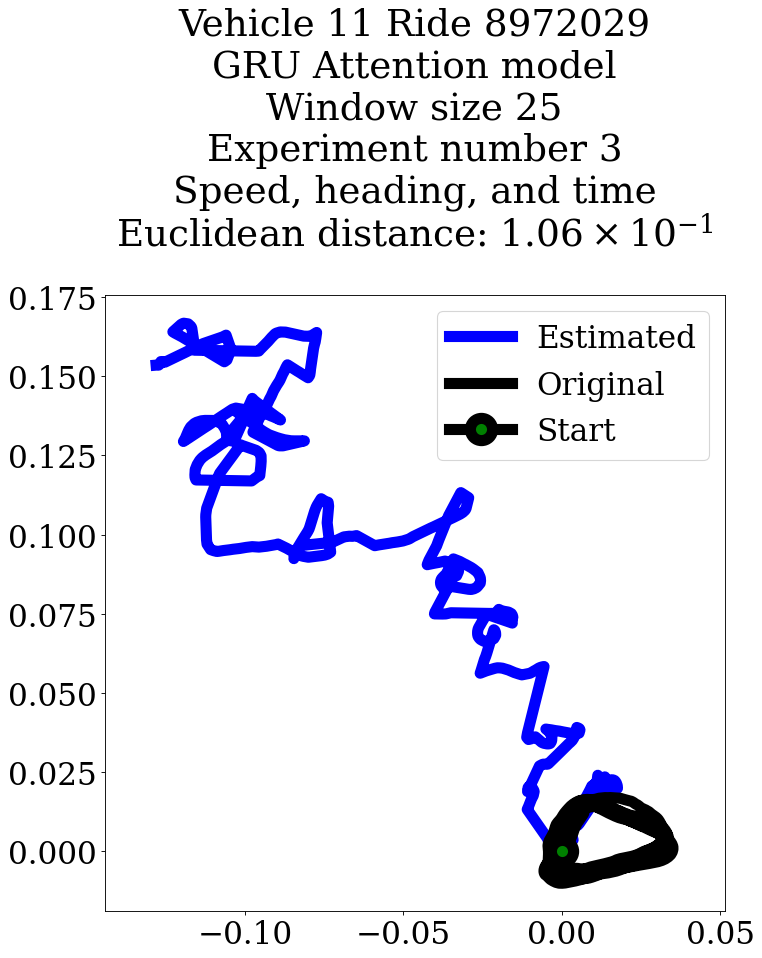 Vehicle 11 Ride 8972029
GRU Attention model
Window size 25
Experiment number 3
Speed, heading, and time
Euclidean distance: 1.06 × 10⁻¹
0.175
0.150
0.125
0.100
0.075
0.050
0.025
0.000
Estimated
Original
Start
−0.10
−0.05
0.00
0.05